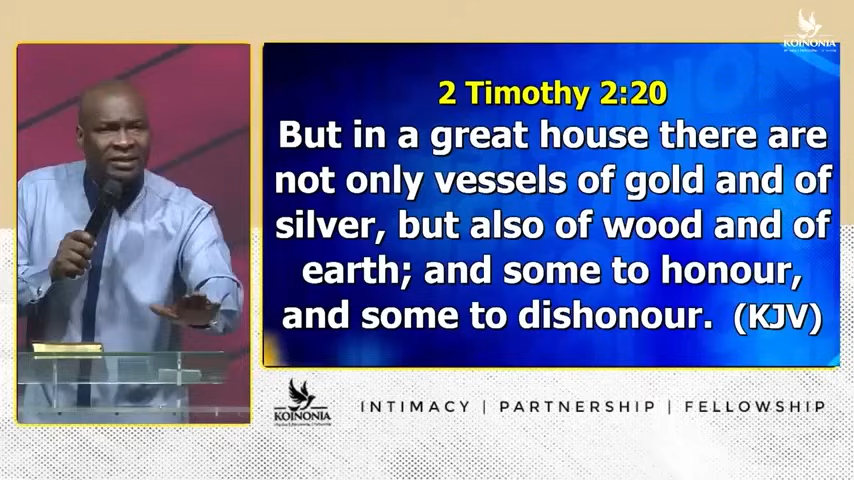 KOINONIA
2 Timothy 2:20
But in a great house there are
not only vessels of gold and of
silver, but also of wood and of
earth; and some to honour,
and some to dishonour. (KJV)
KOINONIA
INTIMACY | PARTNERSHIP | FELLOWSHIP